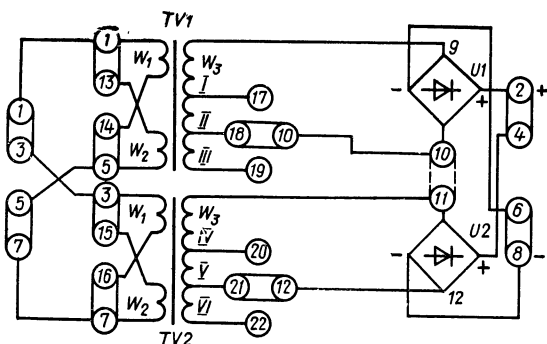 TV1
1 W1 W3 9
13 I 17 - U1 + 2 +
1 14 II 18 10 4
3 5 W2 III 19 10
5 3 W1 W3 11 6
15 IV 20 - U2 8 -
7 16 V 21 12 + 12
7 W2 VI 22
TV2